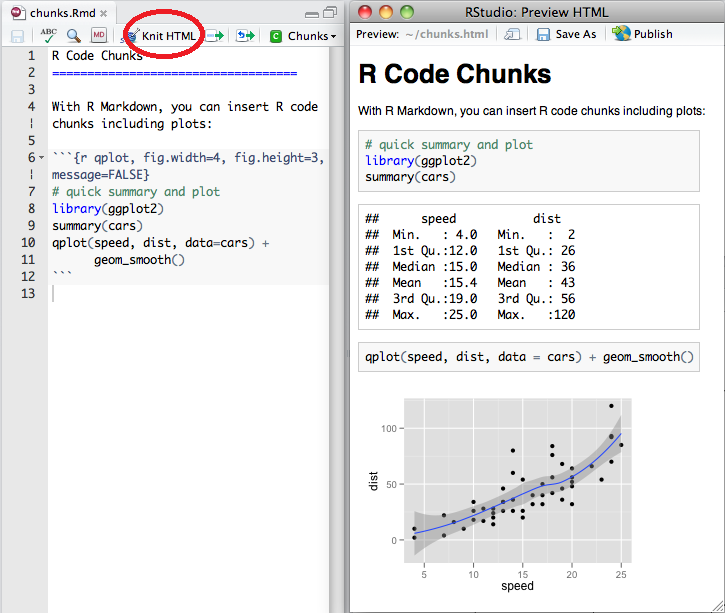 chunks.Rmd
ABC
MD
Knit HTML
C Chunks
1 R Code Chunks
2 ==================================
3
4 With R Markdown, you can insert R code
chunks including plots:
5
6 ```{r qplot, fig.width=4, fig.height=3,
message=FALSE}
7 # quick summary and plot
8 library(ggplot2)
9 summary(cars)
10 qplot(speed, dist, data=cars) +
11       geom_smooth()
12 ```
13
RStudio: Preview HTML
Preview: ~/chunks.html
Save As
Publish
R Code Chunks
With R Markdown, you can insert R code chunks including plots:
# quick summary and plot
library(ggplot2)
summary(cars)
##      speed           dist
##  Min.   : 4.0   Min.   :  2
##  1st Qu.:12.0   1st Qu.: 26
##  Median :15.0   Median : 36
##  Mean   :15.4   Mean   : 43
##  3rd Qu.:19.0   3rd Qu.: 56
##  Max.   :25.0   Max.   :120
qplot(speed, dist, data = cars) + geom_smooth()
100
50
0
dist
5 10 15 20 25
speed